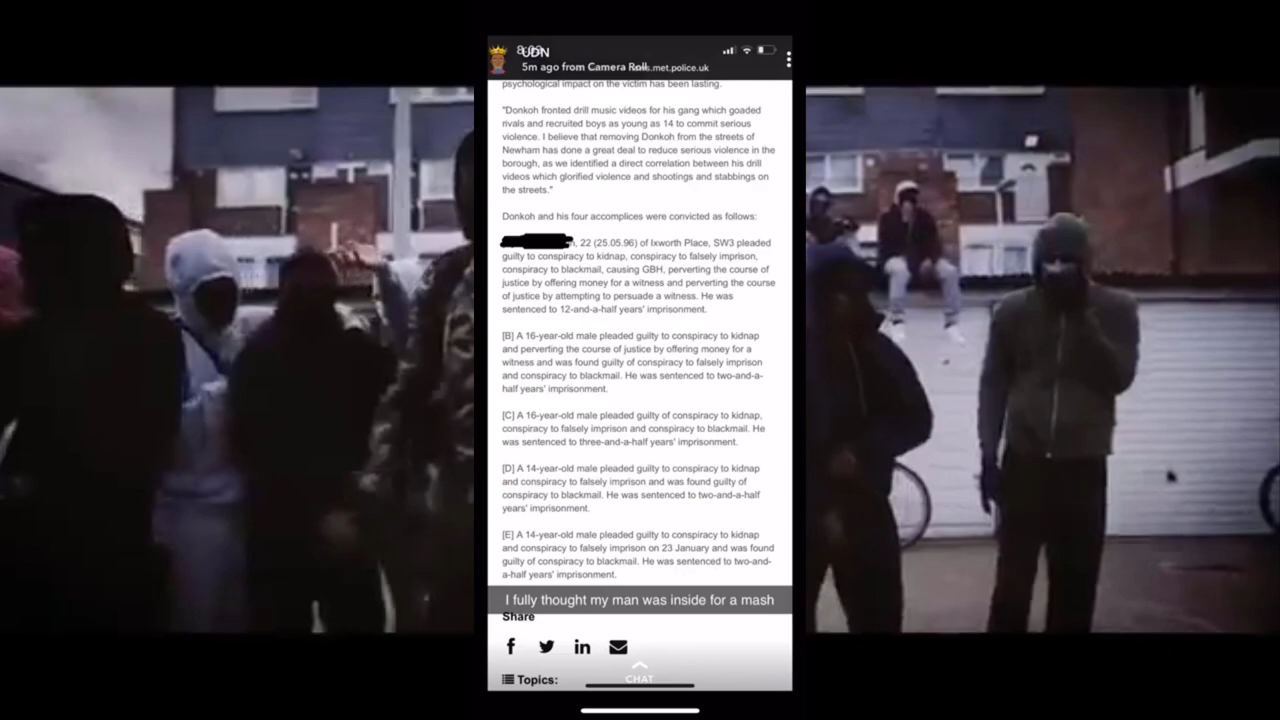 UDN
5m ago from Camera Roll
.met.police.uk
psychological impact on the victim has been lasting.
"Donkoh fronted drill music videos for his gang which goaded
rivals and recruited boys as young as 14 to commit serious
violence. I believe that removing Donkoh from the streets of
Newham has done a great deal to reduce serious violence in the
borough, as we identified a direct correlation between his drill
videos which glorified violence and shootings and stabbings on
the streets."
Donkoh and his four accomplices were convicted as follows:
, 22 (25.05.96) of Ixworth Place, SW3 pleaded
guilty to conspiracy to kidnap, conspiracy to falsely imprison,
conspiracy to blackmail, causing GBH, perverting the course of
justice by offering money for a witness and perverting the course
of justice by attempting to persuade a witness. He was
sentenced to 12-and-a-half years' imprisonment.
[B] A 16-year-old male pleaded guilty to conspiracy to kidnap
and perverting the course of justice by offering money for a
witness and was found guilty of conspiracy to falsely imprison
and conspiracy to blackmail. He was sentenced to two-and-a-
half years' imprisonment.
[C] A 16-year-old male pleaded guilty of conspiracy to kidnap,
conspiracy to falsely imprison and conspiracy to blackmail. He
was sentenced to three-and-a-half years' imprisonment.
[D] A 14-year-old male pleaded guilty to conspiracy to kidnap
and conspiracy to falsely imprison and was found guilty of
conspiracy to blackmail. He was sentenced to two-and-a-half
years' imprisonment.
[E] A 14-year-old male pleaded guilty to conspiracy to kidnap
and conspiracy to falsely imprison on 23 January and was found
guilty of conspiracy to blackmail. He was sentenced to two-and-
a-half years' imprisonment.
I fully thought my man was inside for a mash
Share
CHAT
Topics: